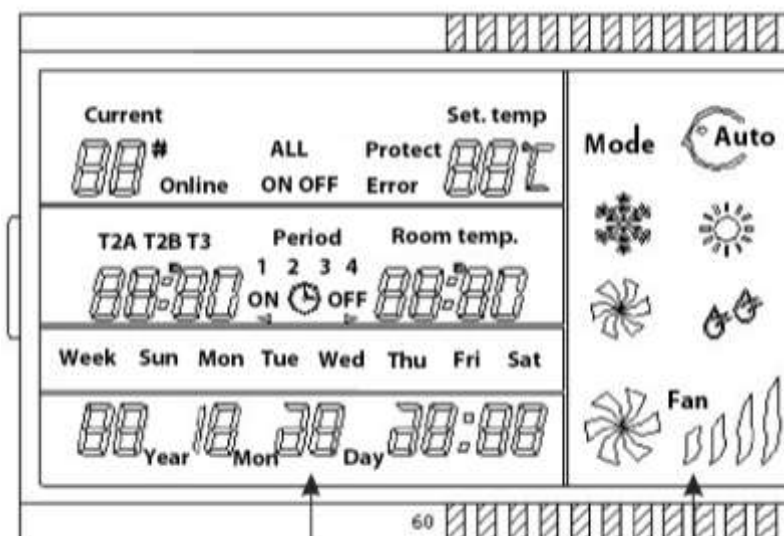 Current Set. temp
88# Online ALL ON OFF Protect Error 88℃
T2A T2B T3 Period Room temp.
1 2 3 4
88:80 ON OFF 88:80
Week Sun Mon Tue Wed Thu Fri Sat
88 Year 18 Mon 38 Day 38:88
Mode Auto
Fan
60